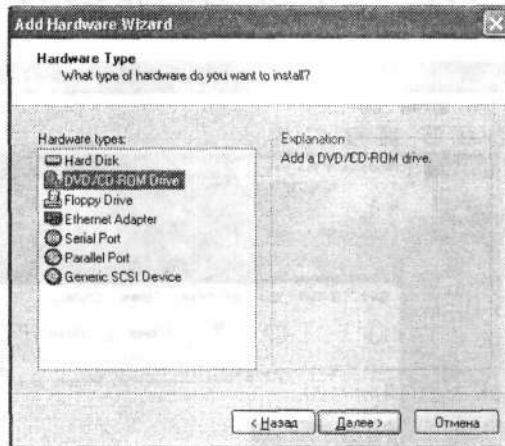 Add Hardware Wizard
Hardware Type
What type of hardware do you want to install?
Hardware types:
Hard Disk
DVD/CD-ROM Drive
Floppy Drive
Ethernet Adapter
Serial Port
Parallel Port
Generic SCSI Device
Explanation
Add a DVD/CD-ROM drive.
< Назад
Далее >
Отмена